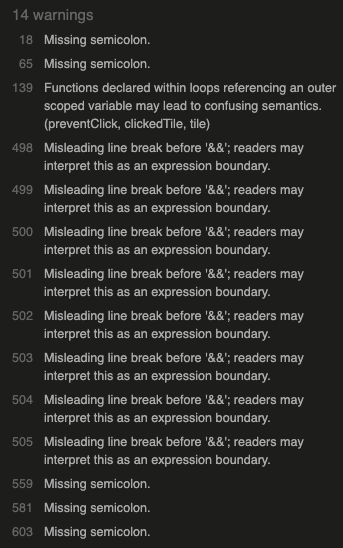 14 warnings
18 Missing semicolon.
65 Missing semicolon.
139 Functions declared within loops referencing an outer
scoped variable may lead to confusing semantics.
(preventClick, clickedTile, tile)
498 Misleading line break before '&&'; readers may
interpret this as an expression boundary.
499 Misleading line break before '&&'; readers may
interpret this as an expression boundary.
500 Misleading line break before '&&'; readers may
interpret this as an expression boundary.
501 Misleading line break before '&&'; readers may
interpret this as an expression boundary.
502 Misleading line break before '&&'; readers may
interpret this as an expression boundary.
503 Misleading line break before '&&'; readers may
interpret this as an expression boundary.
504 Misleading line break before '&&'; readers may
interpret this as an expression boundary.
505 Misleading line break before '&&'; readers may
interpret this as an expression boundary.
559 Missing semicolon.
581 Missing semicolon.
603 Missing semicolon.